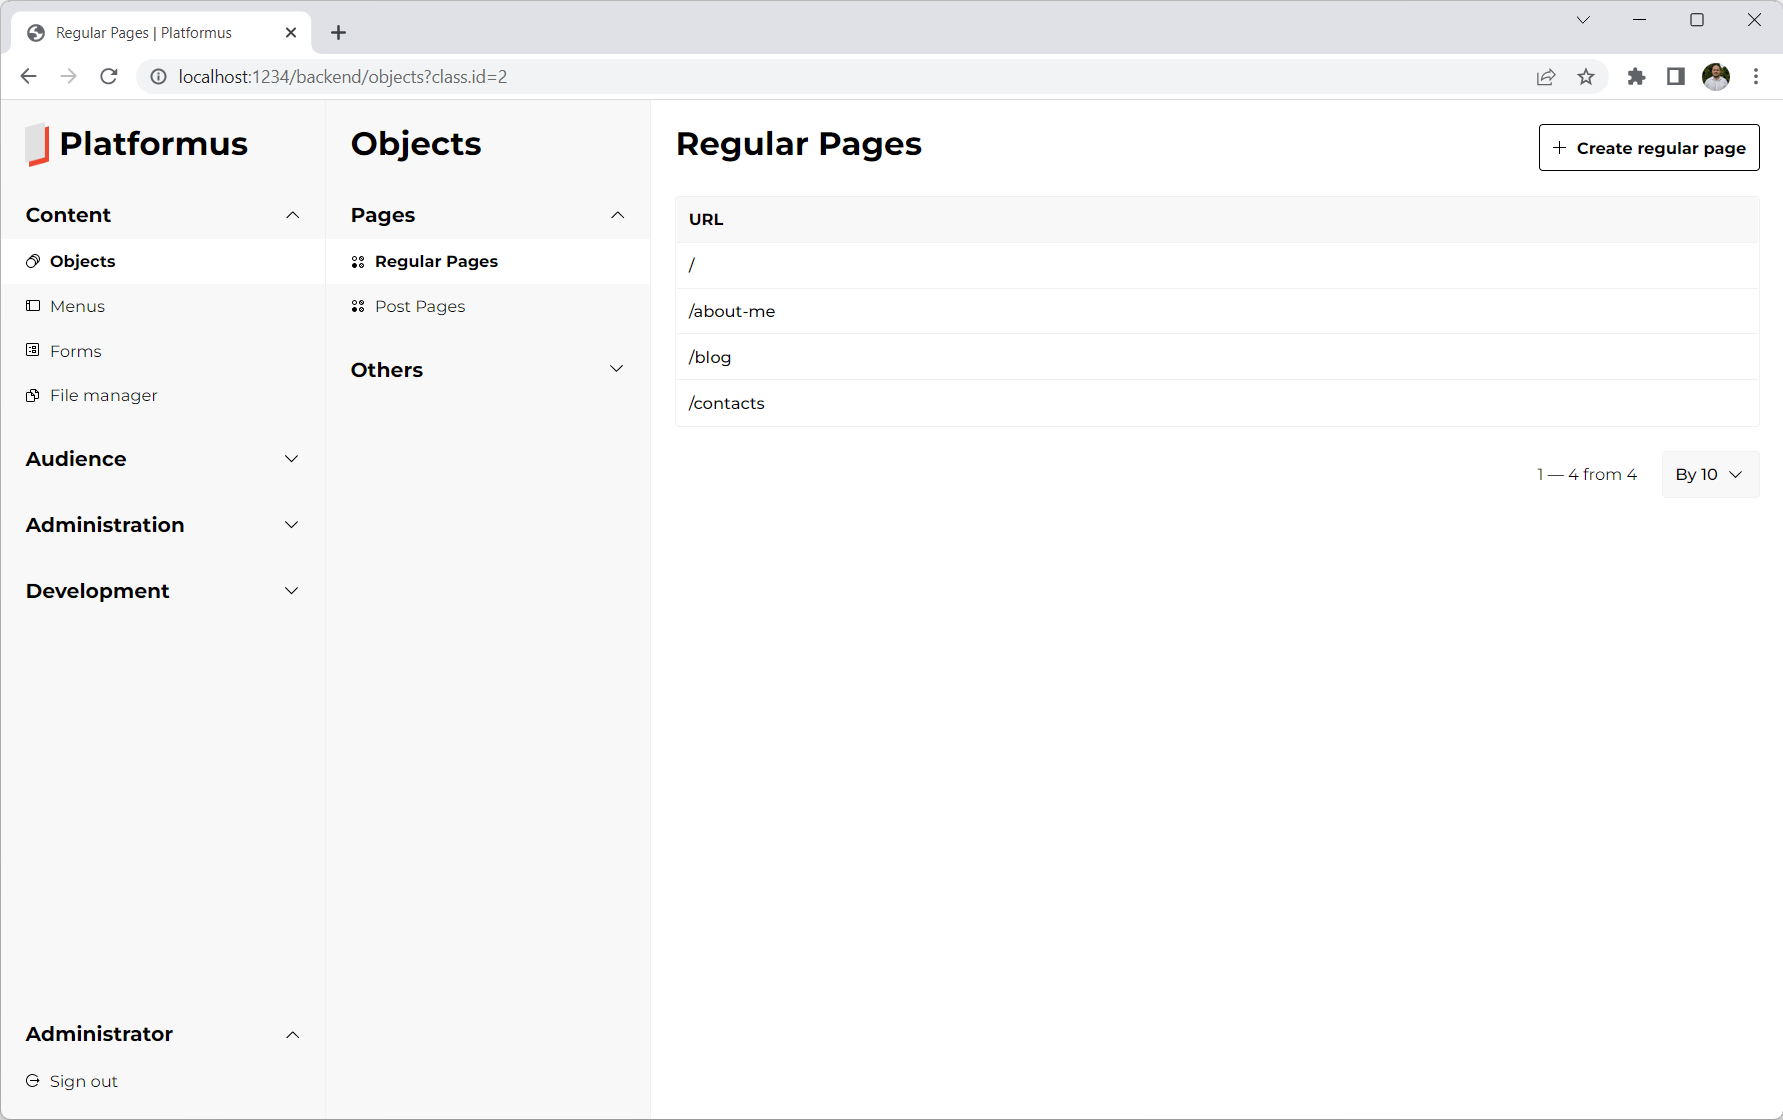 Regular Pages | Platformus
localhost:1234/backend/objects?class.id=2
Platformus
Content
Objects
Menus
Forms
File manager
Audience
Administration
Development
Administrator
Sign out
Objects
Pages
Regular Pages
Post Pages
Others
Regular Pages
Create regular page
URL
/
/about-me
/blog
/contacts
1 — 4 from 4
By 10